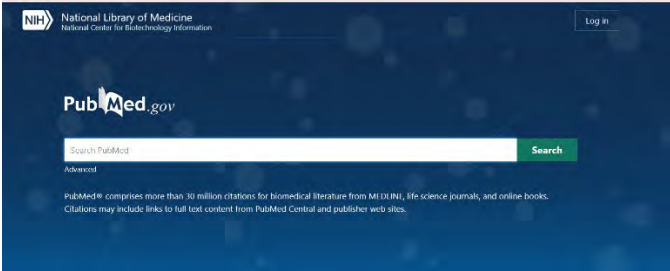 NIH National Library of Medicine
National Center for Biotechnology Information
Log in
PubMed.gov
Search PubMed
Search
Advanced
PubMed® comprises more than 30 million citations for biomedical literature from MEDLINE, life science journals, and online books.
Citations may include links to full text content from PubMed Central and publisher web sites.